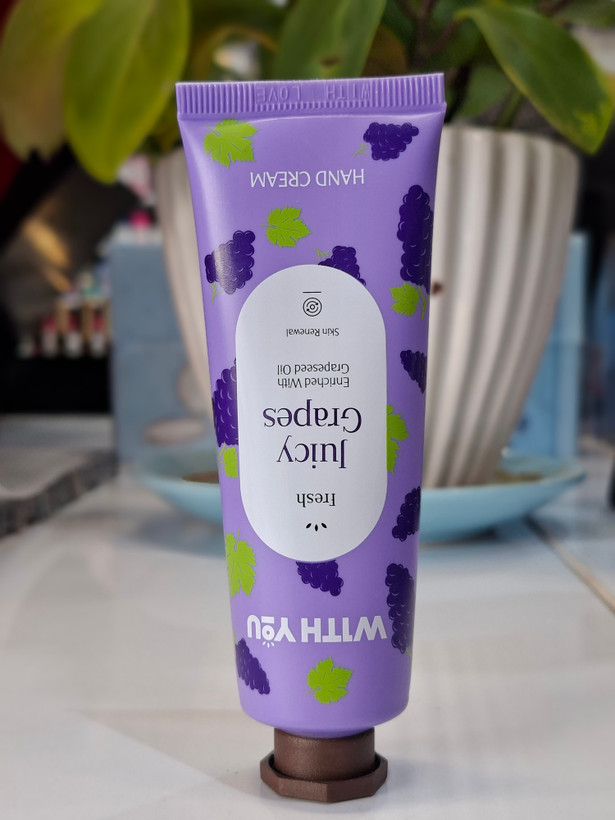 WITH YOU
Fresh
Juicy
Grapes
Enriched With
Grapeseed Oil
Skin Renewal
HAND CREAM
WITH LOVE